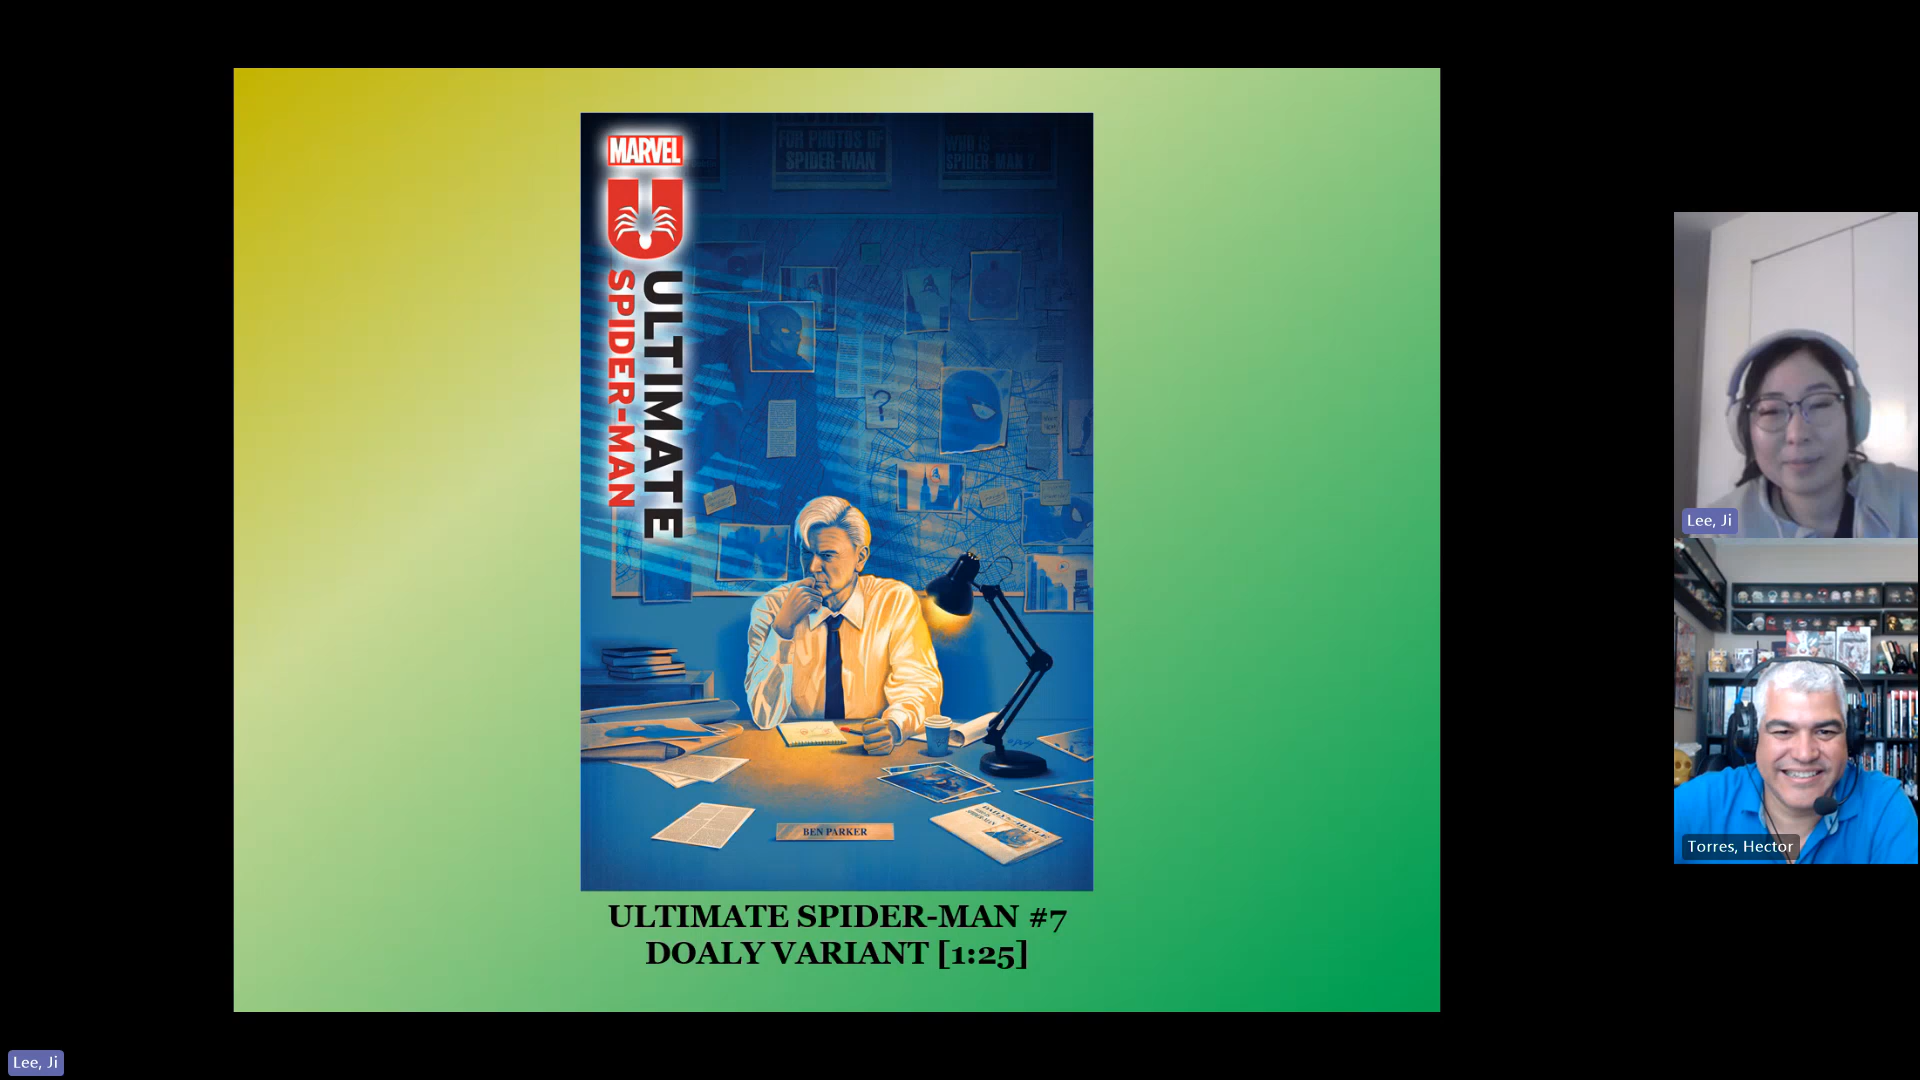 MARVEL
ULTIMATE
SPIDER-MAN
FOR PHOTOS OF
SPIDER-MAN
WHO IS
SPIDER-MAN?
?
BEN PARKER
ULTIMATE SPIDER-MAN #7
DOALY VARIANT [1:25]
Lee, Ji
Torres, Hector
Lee, Ji